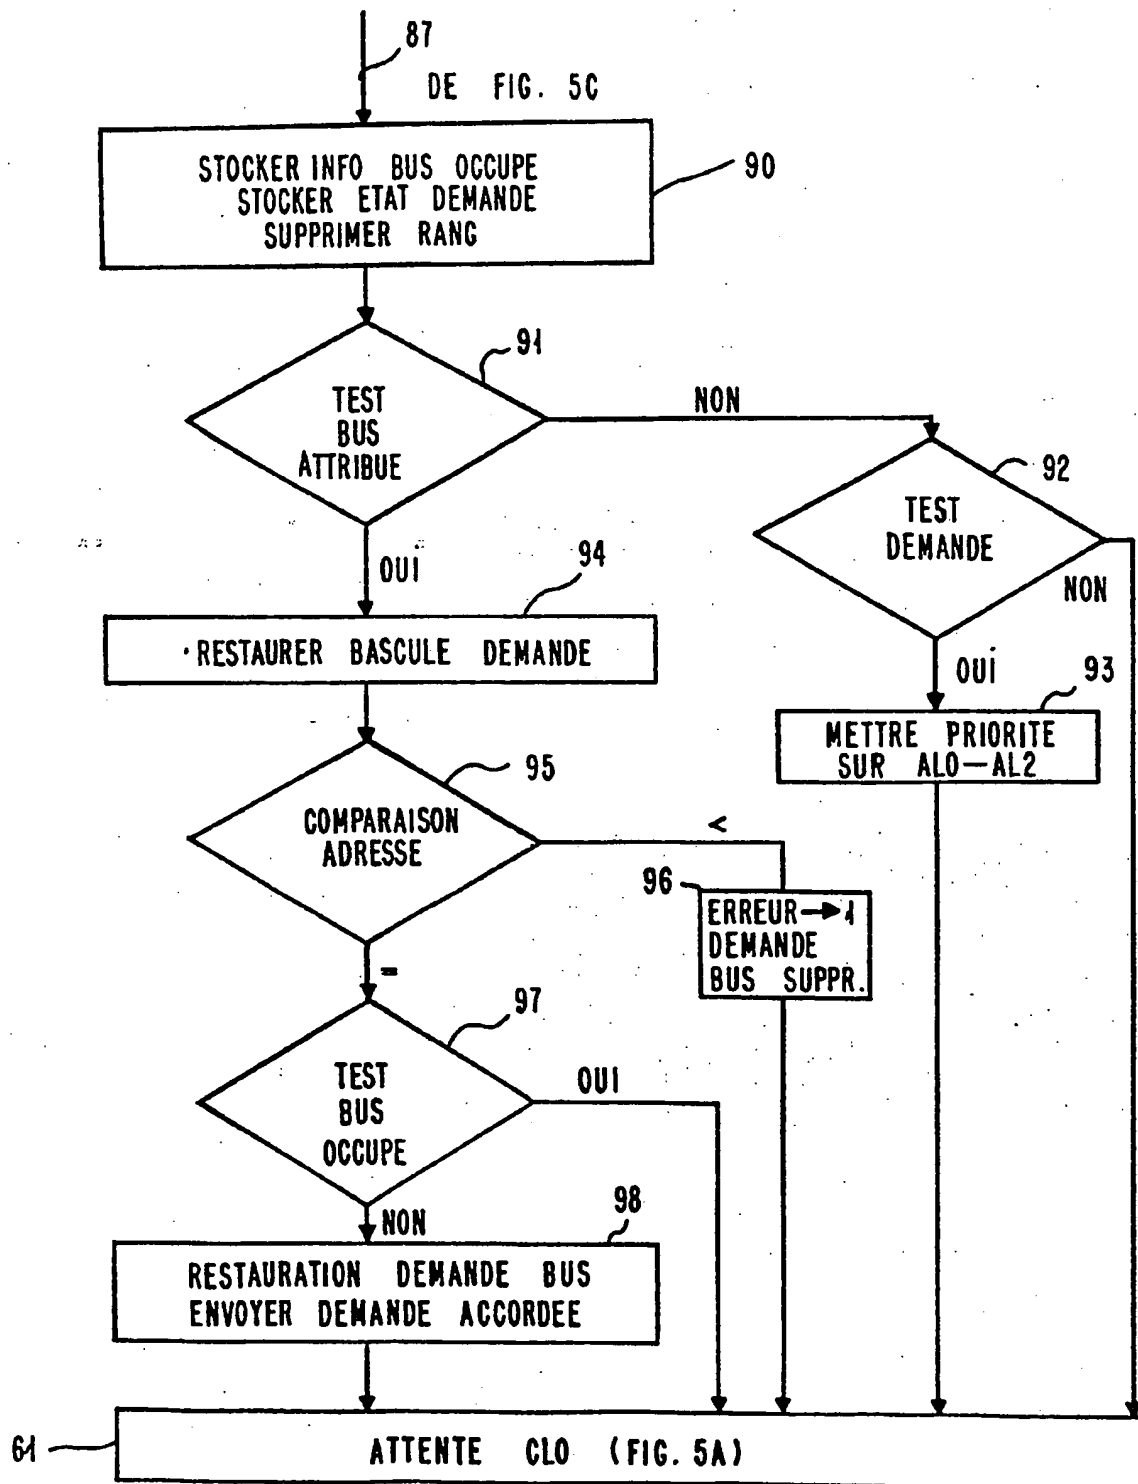 87
DE FIG. 5C
STOCKER INFO BUS OCCUPE
STOCKER ETAT DEMANDE
SUPPRIMER RANG
90
91
TEST
BUS
ATTRIBUE
NON
92
TEST
DEMANDE
NON
OUI
94
RESTAURER BASCULE DEMANDE
OUI
93
METTRE PRIORITE
SUR AL0-AL2
95
COMPARAISON
ADRESSE
<
96
ERREUR→1
DEMANDE
BUS SUPPR.
=
97
TEST
BUS
OCCUPE
OUI
NON
98
RESTAURATION DEMANDE BUS
ENVOYER DEMANDE ACCORDEE
61
ATTENTE CLO (FIG. 5A)